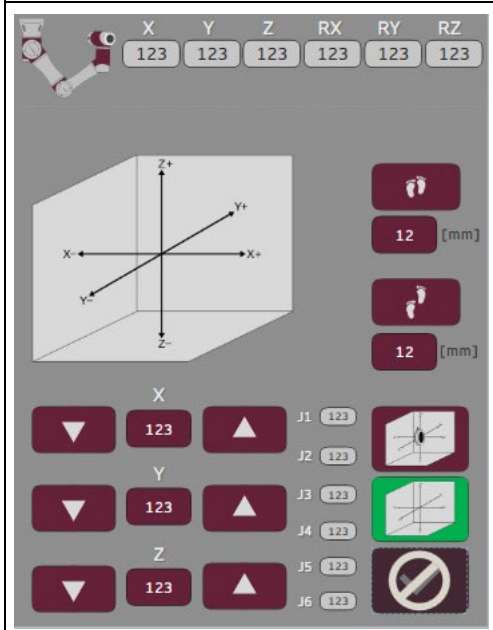 X Y Z RX RY RZ
123 123 123 123 123 123
Z+
Y+
X- X+
Y-
Z-
12 [mm]
12 [mm]
X
123
Y
123
Z
123
J1 123
J2 123
J3 123
J4 123
J5 123
J6 123